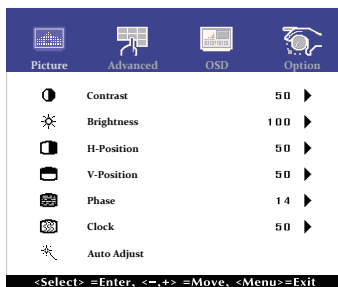 Picture Advanced OSD Option
Contrast 50
Brightness 100
H-Position 50
V-Position 50
Phase 14
Clock 50
Auto Adjust
<Select> =Enter, <-,+> =Move, <Menu>=Exit